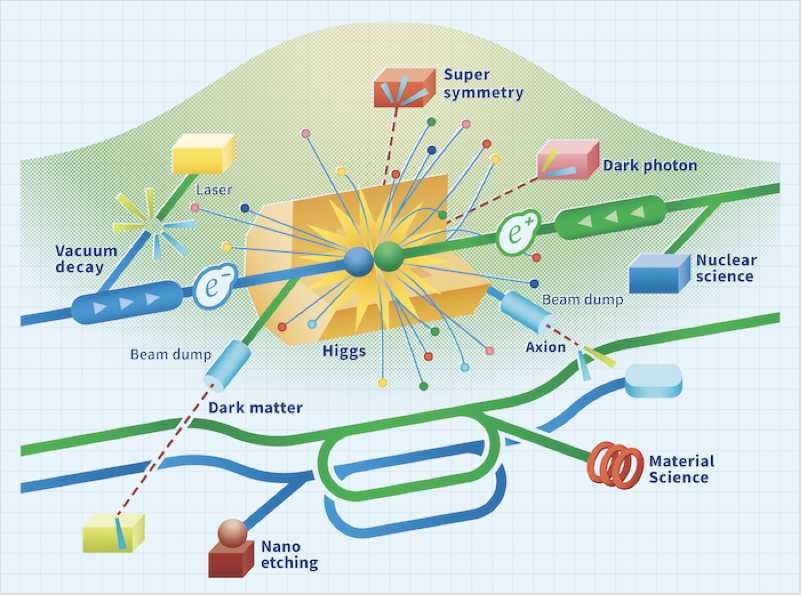 Super
symmetry
Dark photon
Laser
e+
Vacuum
decay
e−
Nuclear
science
Beam dump
Beam dump
Higgs
Axion
Dark matter
Material
Science
Nano
etching